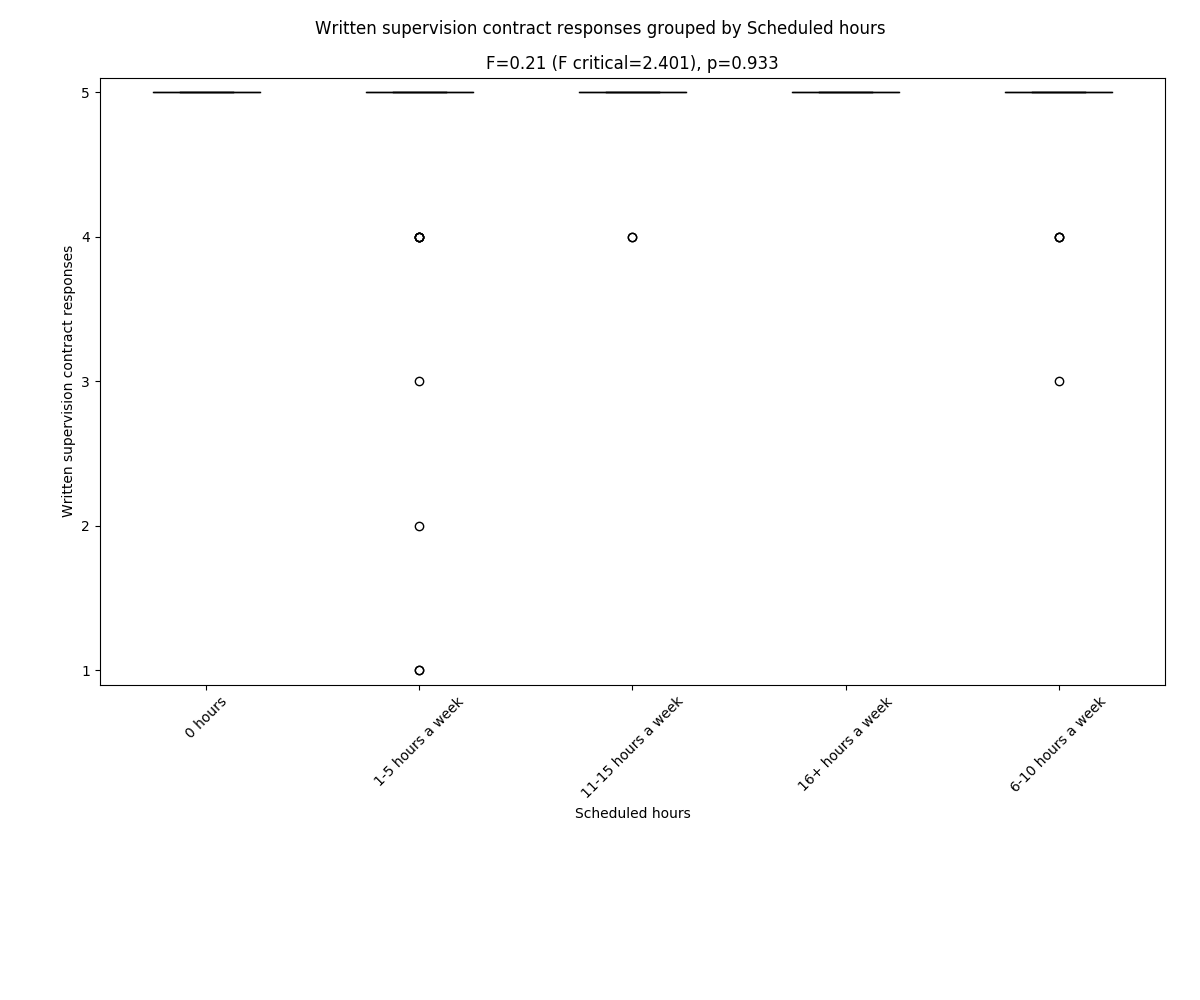 Written supervision contract responses grouped by Scheduled hours
F=0.21 (F critical=2.401), p=0.933
Written supervision contract responses
5
4
3
2
1
0 hours
1-5 hours a week
11-15 hours a week
16+ hours a week
6-10 hours a week
Scheduled hours